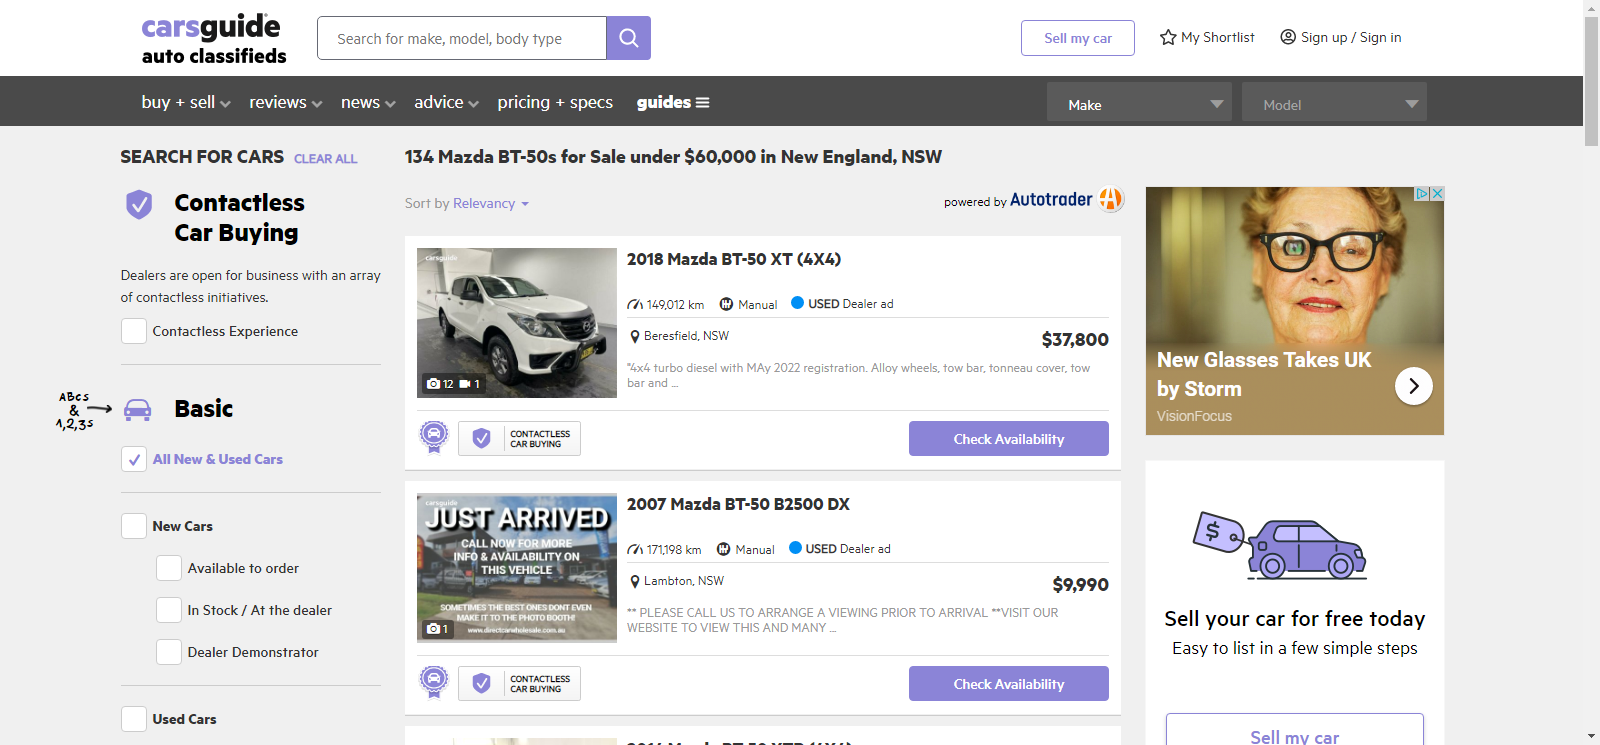 carsguide
auto classifieds
Search for make, model, body type
Sell my car
My Shortlist
Sign up / Sign in
buy + sell
reviews
news
advice
pricing + specs
guides
Make
Model
SEARCH FOR CARS CLEAR ALL
Contactless
Car Buying
Dealers are open for business with an array
of contactless initiatives.
Contactless Experience
ABCs
&
1,2,3s
Basic
All New & Used Cars
New Cars
Available to order
In Stock / At the dealer
Dealer Demonstrator
Used Cars
134 Mazda BT-50s for Sale under $60,000 in New England, NSW
Sort by Relevancy
powered by Autotrader
carsguide
12 1
2018 Mazda BT-50 XT (4X4)
149,012 km Manual USED Dealer ad
Beresfield, NSW
$37,800
"4x4 turbo diesel with MAy 2022 registration. Alloy wheels, tow bar, tonneau cover, tow
bar and ...
CONTACTLESS
CAR BUYING
Check Availability
carsguide
JUST ARRIVED
CALL NOW FOR MORE
INFO & AVAILABILITY ON
THIS VEHICLE
SOMETIMES THE BEST ONES DONT EVEN
MAKE IT TO THE PHOTO BOOTH!
www.directcarwholesale.com.au
1
2007 Mazda BT-50 B2500 DX
171,198 km Manual USED Dealer ad
Lambton, NSW
$9,990
** PLEASE CALL US TO ARRANGE A VIEWING PRIOR TO ARRIVAL **VISIT OUR
WEBSITE TO VIEW THIS AND MANY ...
CONTACTLESS
CAR BUYING
Check Availability
2014 Mazda BT-50 XTR (4X4)
New Glasses Takes UK
by Storm
VisionFocus
$
Sell your car for free today
Easy to list in a few simple steps
Sell my car